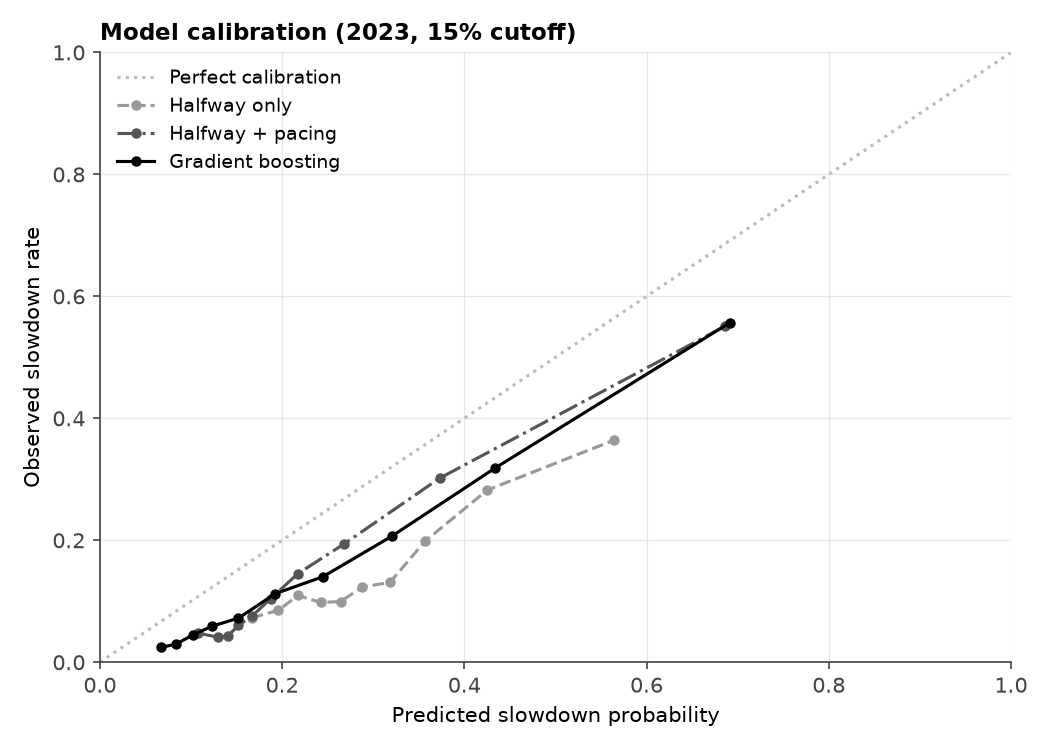 Model calibration (2023, 15% cutoff)
1.0
0.8
0.6
0.4
0.2
0.0
Observed slowdown rate
Perfect calibration
Halfway only
Halfway + pacing
Gradient boosting
0.0 0.2 0.4 0.6 0.8 1.0
Predicted slowdown probability